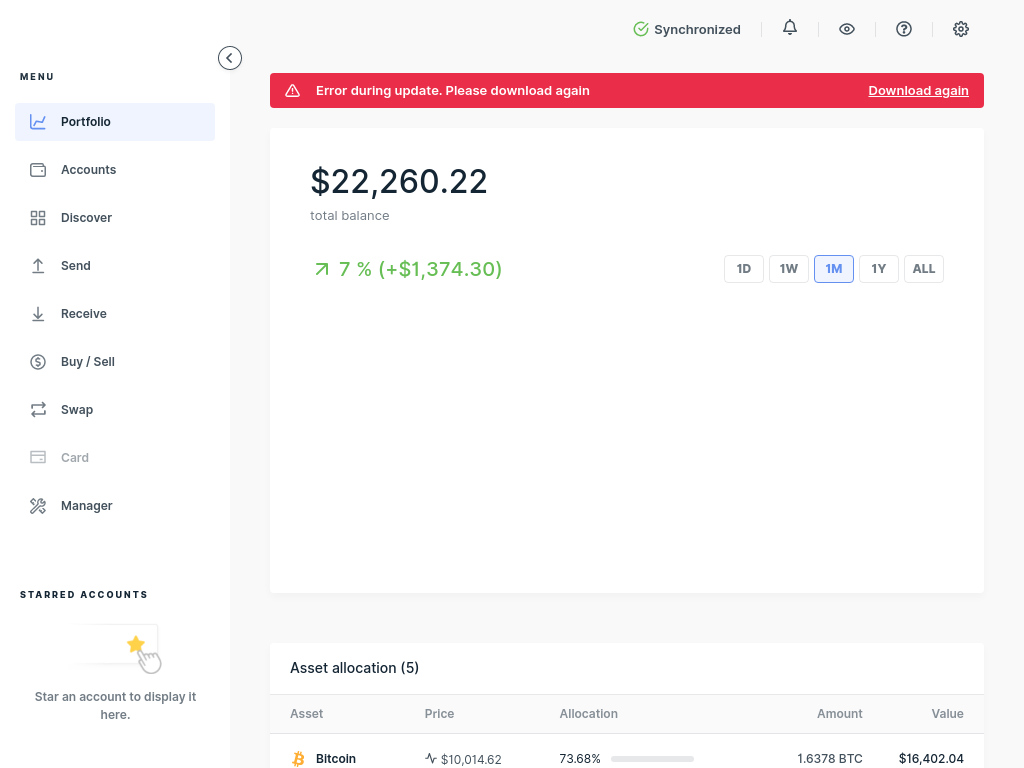 Synchronized
MENU
Error during update. Please download again
Download again
Portfolio
Accounts
Discover
Send
Receive
Buy / Sell
Swap
Card
Manager
STARRED ACCOUNTS
Star an account to display it
here.
$22,260.22
total balance
7 % (+$1,374.30)
1D 1W 1M 1Y ALL
Asset allocation (5)
Asset Price Allocation Amount Value
Bitcoin $10,014.62 73.68% 1.6378 BTC $16,402.04